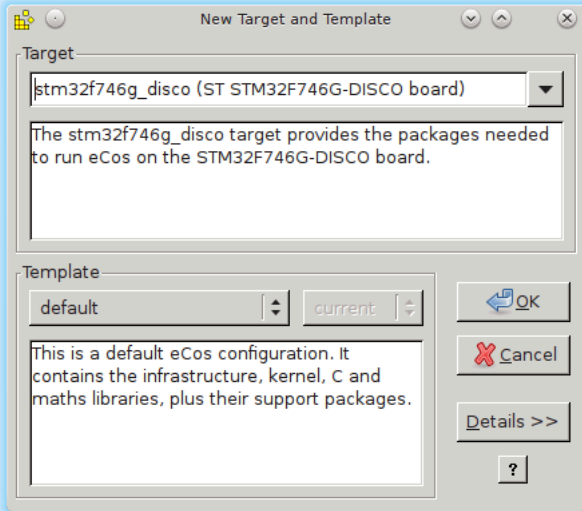 New Target and Template
Target
stm32f746g_disco (ST STM32F746G-DISCO board)
The stm32f746g_disco target provides the packages needed
to run eCos on the STM32F746G-DISCO board.
Template
default
current
This is a default eCos configuration. It
contains the infrastructure, kernel, C and
maths libraries, plus their support packages.
OK
Cancel
Details >>
?